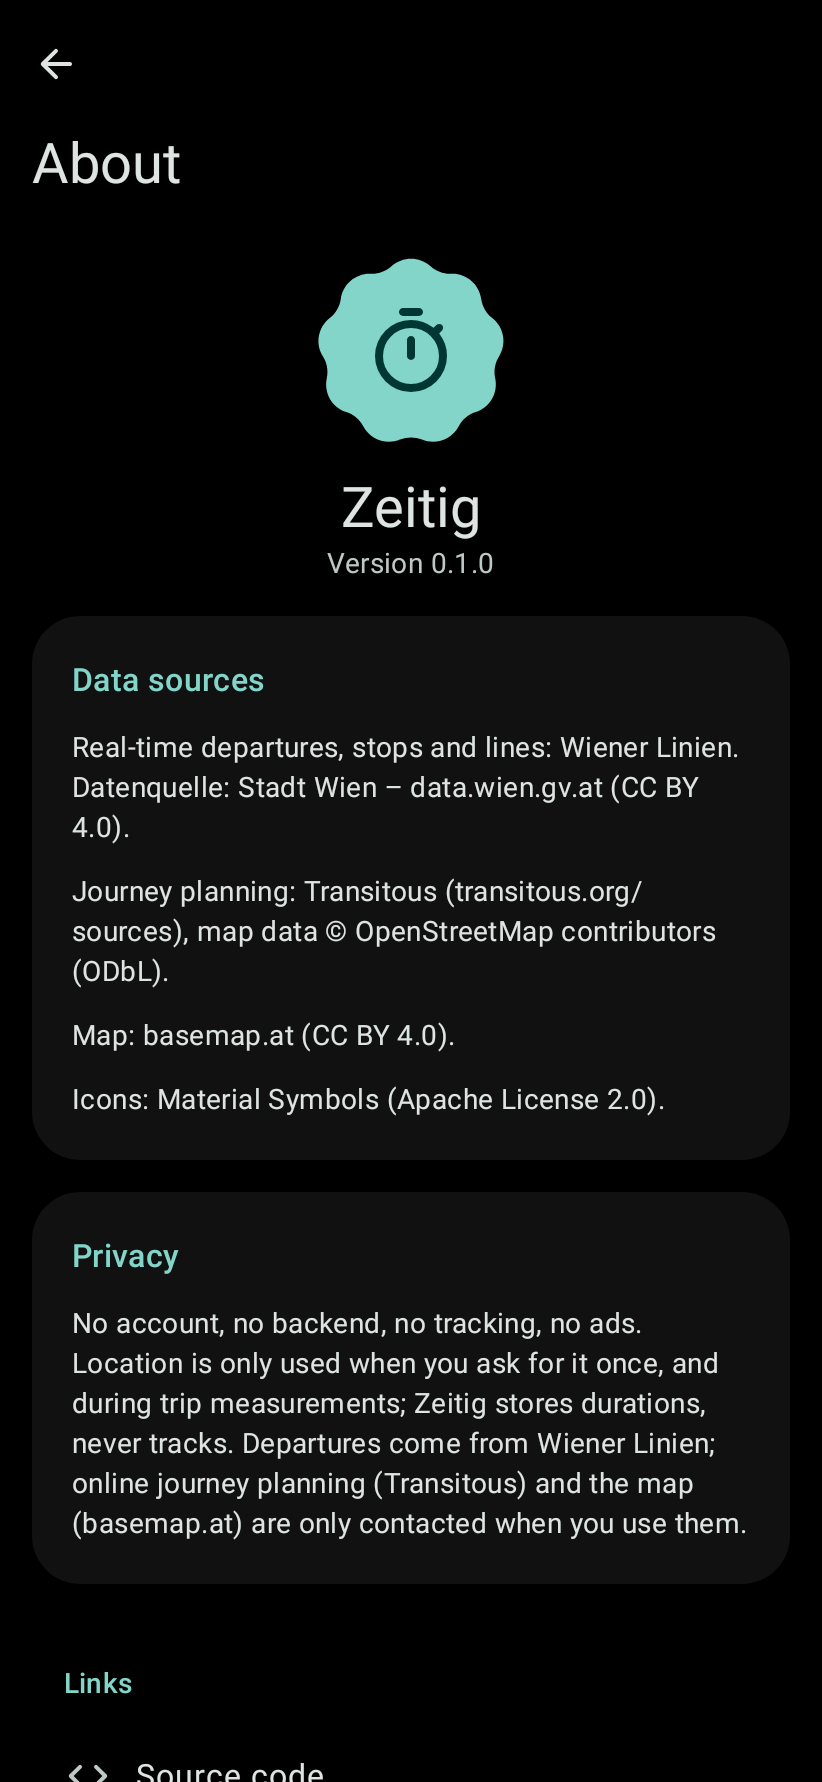 About
Zeitig
Version 0.1.0
Data sources
Real-time departures, stops and lines: Wiener Linien.
Datenquelle: Stadt Wien – data.wien.gv.at (CC BY
4.0).
Journey planning: Transitous (transitous.org/
sources), map data © OpenStreetMap contributors
(ODbL).
Map: basemap.at (CC BY 4.0).
Icons: Material Symbols (Apache License 2.0).
Privacy
No account, no backend, no tracking, no ads.
Location is only used when you ask for it once, and
during trip measurements; Zeitig stores durations,
never tracks. Departures come from Wiener Linien;
online journey planning (Transitous) and the map
(basemap.at) are only contacted when you use them.
Links
Source code